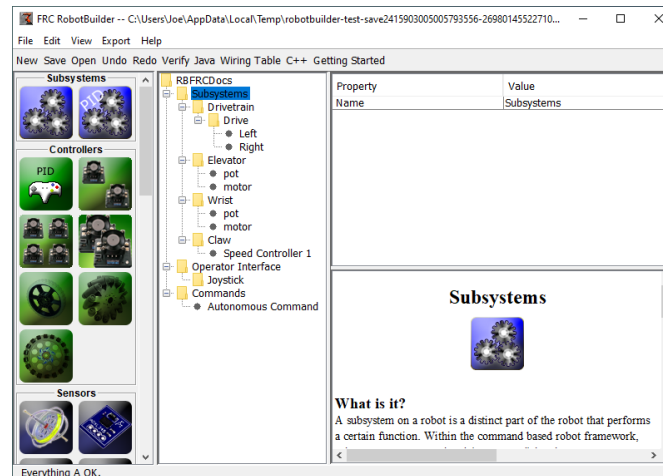 FRC RobotBuilder -- C:\Users\Joe\AppData\Local\Temp\robotbuilder-test-save2415903005005793556-26980145522710...
File Edit View Export Help
New Save Open Undo Redo Verify Java Wiring Table C++ Getting Started
Subsystems
PID
Controllers
PID
Sensors
RBFRCDocs
Subsystems
Drivetrain
Drive
Left
Right
Elevator
pot
motor
Wrist
pot
motor
Claw
Speed Controller 1
Operator Interface
Joystick
Commands
Autonomous Command
Property Value
Name Subsystems
Subsystems
What is it?
A subsystem on a robot is a distinct part of the robot that performs
a certain function. Within the command based robot framework,
Everything A OK.